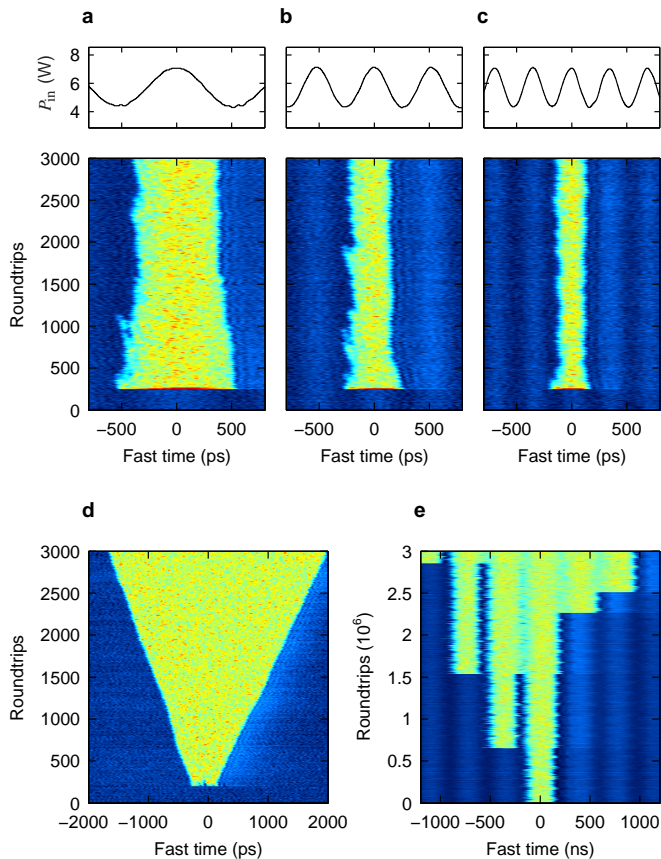 a b c
8
6
4
P_in (W)
3000
2500
2000
1500
1000
500
0
Roundtrips
−500 0 500 −500 0 500 −500 0 500
Fast time (ps) Fast time (ps) Fast time (ps)
d e
3000
2500
2000
1500
1000
500
0
Roundtrips
3
2.5
2
1.5
1
0.5
0
Roundtrips (10^6)
−2000 −1000 0 1000 2000 −1000 −500 0 500 1000
Fast time (ps) Fast time (ns)